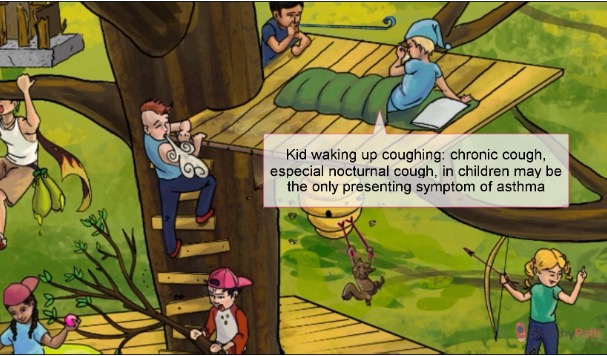 Kid waking up coughing: chronic cough,
especial nocturnal cough, in children may be
the only presenting symptom of asthma